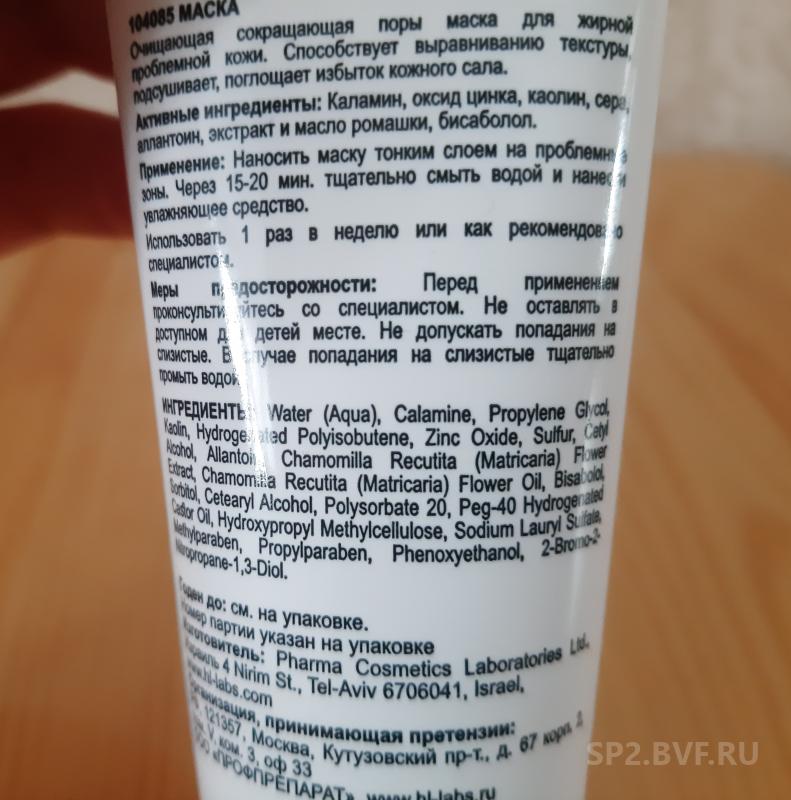 104085 МАСКА
Очищающая сокращающая поры маска для жирной
проблемной кожи. Способствует выравниванию текстуры,
подсушивает, поглощает избыток кожного сала.
Активные ингредиенты: Каламин, оксид цинка, каолин, сера,
аллантоин, экстракт и масло ромашки, бисаболол.
Применение: Наносить маску тонким слоем на проблемные
зоны. Через 15-20 мин. тщательно смыть водой и нанести
увлажняющее средство.
Использовать 1 раз в неделю или как рекомендовано
специалистом.
Меры предосторожности: Перед применением
проконсультируйтесь со специалистом. Не оставлять в
доступном для детей месте. Не допускать попадания на
слизистые. В случае попадания на слизистые тщательно
промыть водой.
ИНГРЕДИЕНТЫ: Water (Aqua), Calamine, Propylene Glycol,
Kaolin, Hydrogenated Polyisobutene, Zinc Oxide, Sulfur, Cetyl
Alcohol, Allantoin, Chamomilla Recutita (Matricaria) Flower
Extract, Chamomilla Recutita (Matricaria) Flower Oil, Bisabolol,
Sorbitol, Cetearyl Alcohol, Polysorbate 20, Peg-40 Hydrogenated
Castor Oil, Hydroxypropyl Methylcellulose, Sodium Lauryl Sulfate,
Methylparaben, Propylparaben, Phenoxyethanol, 2-Bromo-2-
Nitropropane-1,3-Diol.
Годен до: см. на упаковке.
Номер партии указан на упаковке
Изготовитель: Pharma Cosmetics Laboratories Ltd.,
Израиль 4 Nirim St., Tel-Aviv 6706041, Israel,
www.hl-labs.com
Организация, принимающая претензии:
РФ, 121357, Москва, Кутузовский пр-т., д. 67 корп. 2,
V, ком. 3, оф 33
ООО «ПРОФПРЕПАРАТ», www.hl-labs.ru
SP2.BVF.RU